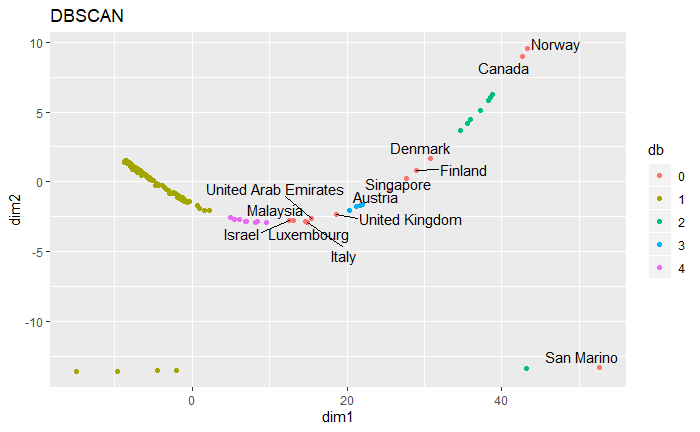 DBSCAN
10
5
0
-5
-10
dim2
Norway
Canada
Denmark
Finland
Singapore
United Arab Emirates
Austria
Malaysia
United Kingdom
Israel
Luxembourg
Italy
San Marino
0
20
40
dim1
db
0
1
2
3
4